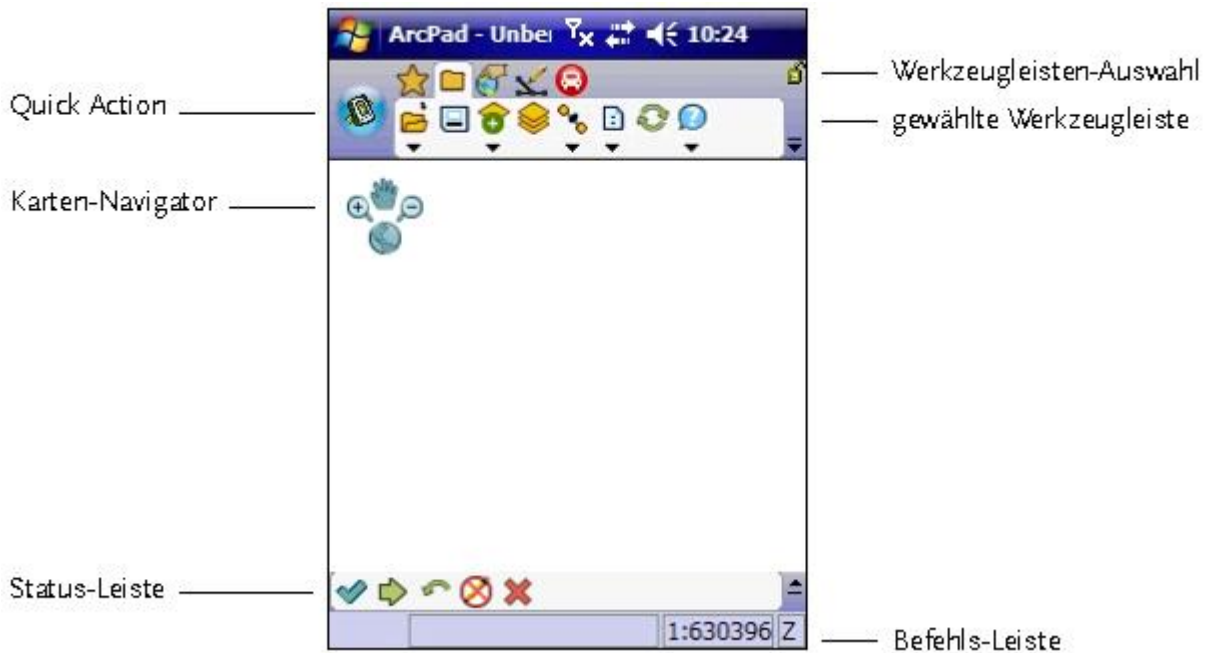 ArcPad - Unbe 10:24
Werkzeugleisten-Auswahl
Quick Action
gewählte Werkzeugleiste
Karten-Navigator
Status-Leiste
1:630396 Z
Befehls-Leiste